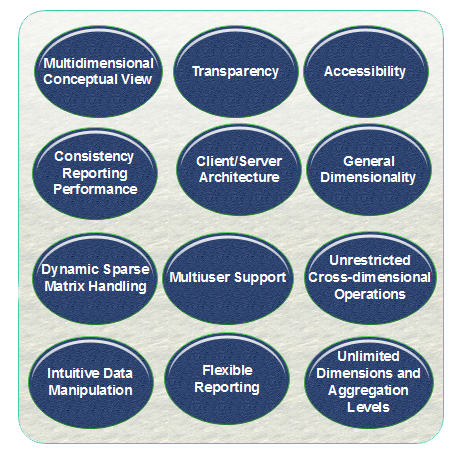 Multidimensional
Conceptual View
Transparency
Accessibility
Consistency
Reporting
Performance
Client/Server
Architecture
General
Dimensionality
Dynamic Sparse
Matrix Handling
Multiuser Support
Unrestricted
Cross-dimensional
Operations
Intuitive Data
Manipulation
Flexible
Reporting
Unlimited
Dimensions and
Aggregation
Levels